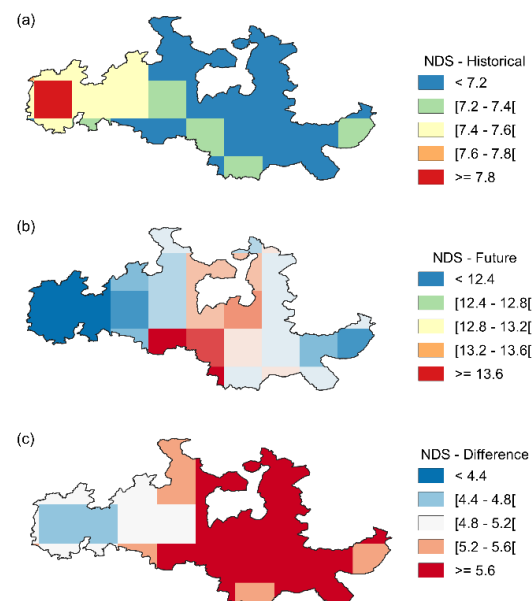 (a)
NDS - Historical
< 7.2
[7.2 - 7.4[
[7.4 - 7.6[
[7.6 - 7.8[
>= 7.8
(b)
NDS - Future
< 12.4
[12.4 - 12.8[
[12.8 - 13.2[
[13.2 - 13.6[
>= 13.6
(c)
NDS - Difference
< 4.4
[4.4 - 4.8[
[4.8 - 5.2[
[5.2 - 5.6[
>= 5.6